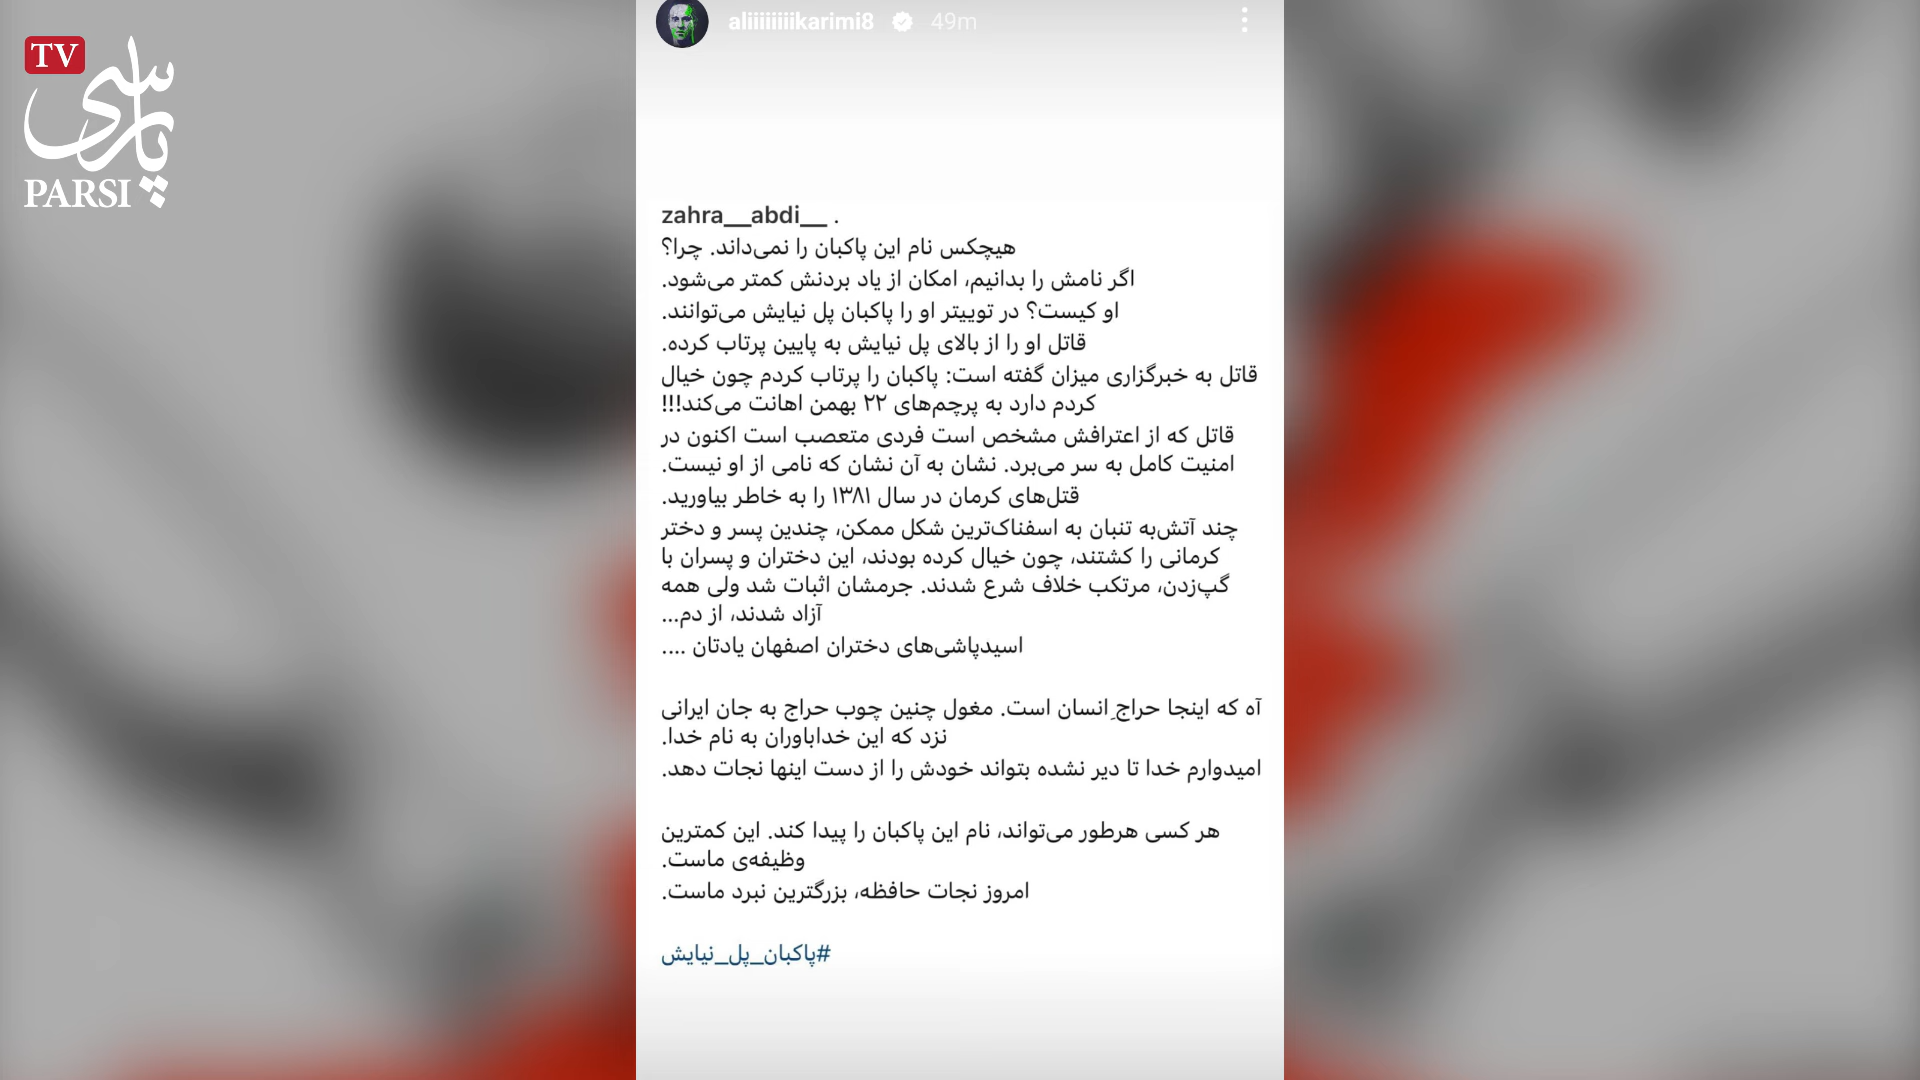 TV
پارسی
PARSI
aliiiiiiiikarimi8 49m
zahra__abdi__ .
هیچکس نام این پاکبان را نمی‌داند. چرا؟
اگر نامش را بدانیم، امکان از یاد بردنش کمتر می‌شود.
او کیست؟ در توییتر او را پاکبان پل نیایش می‌توانند.
قاتل او را از بالای پل نیایش به پایین پرتاب کرده.
قاتل به خبرگزاری میزان گفته است: پاکبان را پرتاب کردم چون خیال
کردم دارد به پرچم‌های ۲۲ بهمن اهانت می‌کند!!!
قاتل که از اعترافش مشخص است فردی متعصب است اکنون در
امنیت کامل به سر می‌برد. نشان به آن نشان که نامی از او نیست.
قتل‌های کرمان در سال ۱۳۸۱ را به خاطر بیاورید.
چند آتش‌به تنبان به اسفناک‌ترین شکل ممکن، چندین پسر و دختر
کرمانی را کشتند، چون خیال کرده بودند، این دختران و پسران با
گپ‌زدن، مرتکب خلاف شرع شدند. جرمشان اثبات شد ولی همه
آزاد شدند، از دم...
اسیدپاشی‌های دختران اصفهان یادتان ....
آه که اینجا حراجِ انسان است. مغول چنین چوب حراج به جان ایرانی
نزد که این خداباوران به نام خدا.
امیدوارم خدا تا دیر نشده بتواند خودش را از دست اینها نجات دهد.
هر کسی هرطور می‌تواند، نام این پاکبان را پیدا کند. این کمترین
وظیفه‌ی ماست.
امروز نجات حافظه، بزرگترین نبرد ماست.
#پاکبان_پل_نیایش